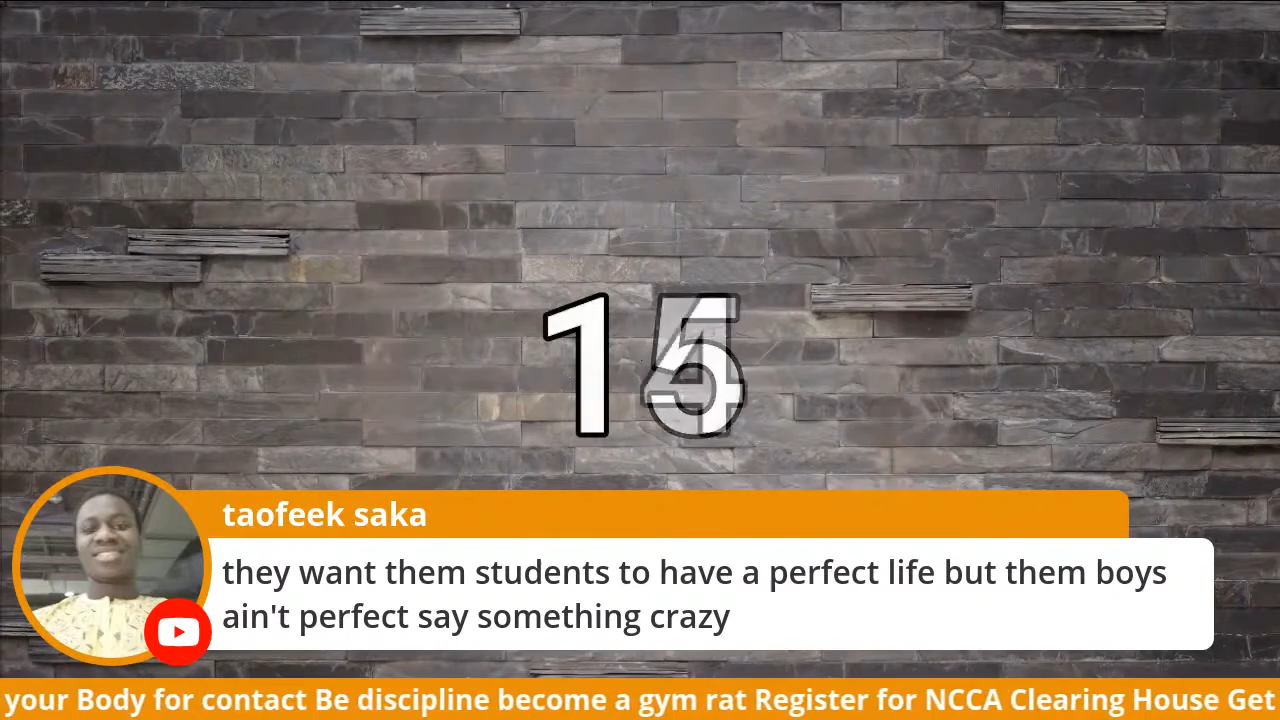 15
taofeek saka
they want them students to have a perfect life but them boys
ain't perfect say something crazy
your Body for contact Be discipline become a gym rat Register for NCCA Clearing House Get